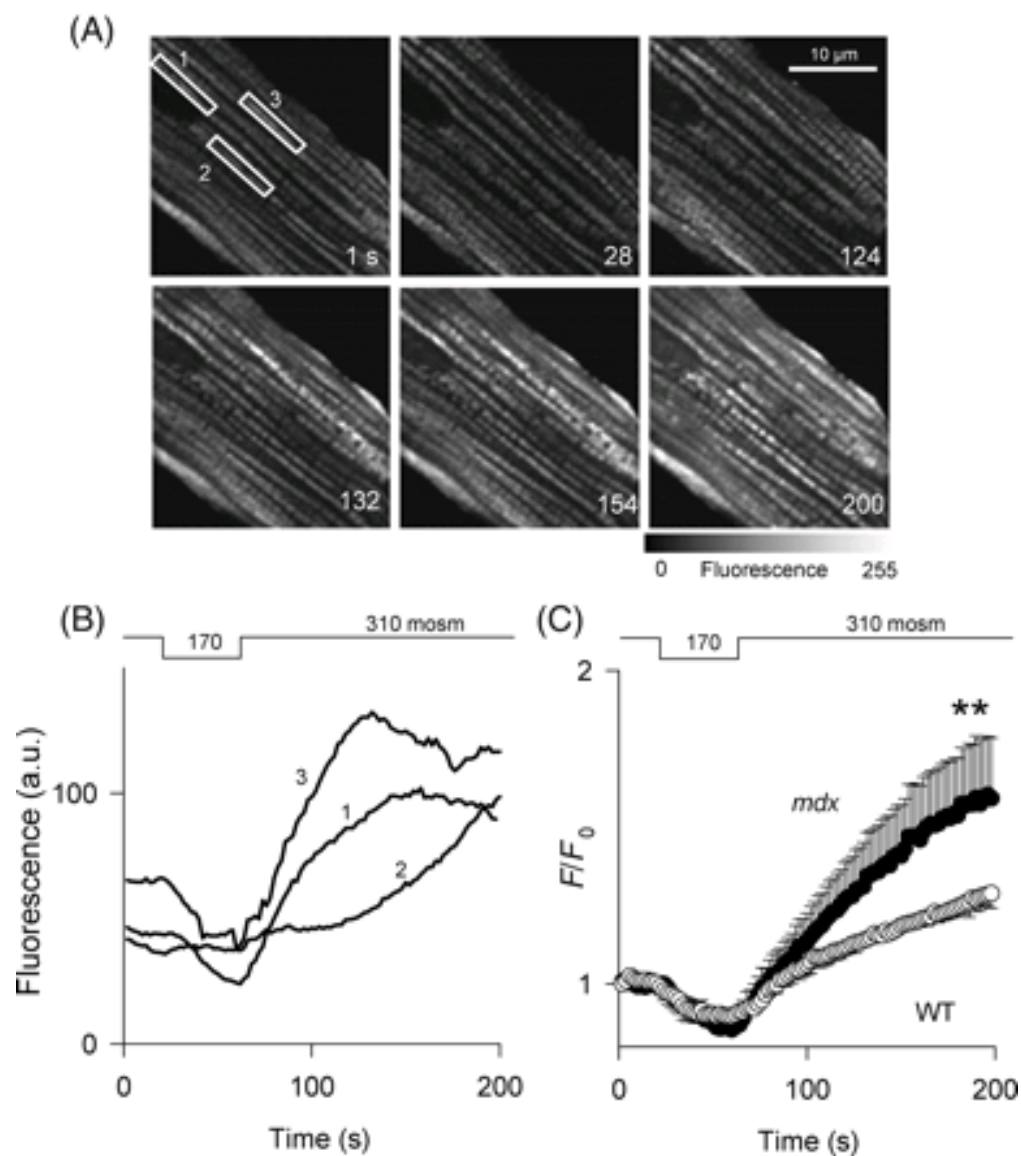 (A)
1
3
2
10 µm
1 s
28
124
132
154
200
0 Fluorescence 255
(B)
170
310 mosm
Fluorescence (a.u.)
100
0
3
1
2
0
100
200
Time (s)
(C)
170
310 mosm
2
**
mdx
F/F0
1
WT
0
100
200
Time (s)